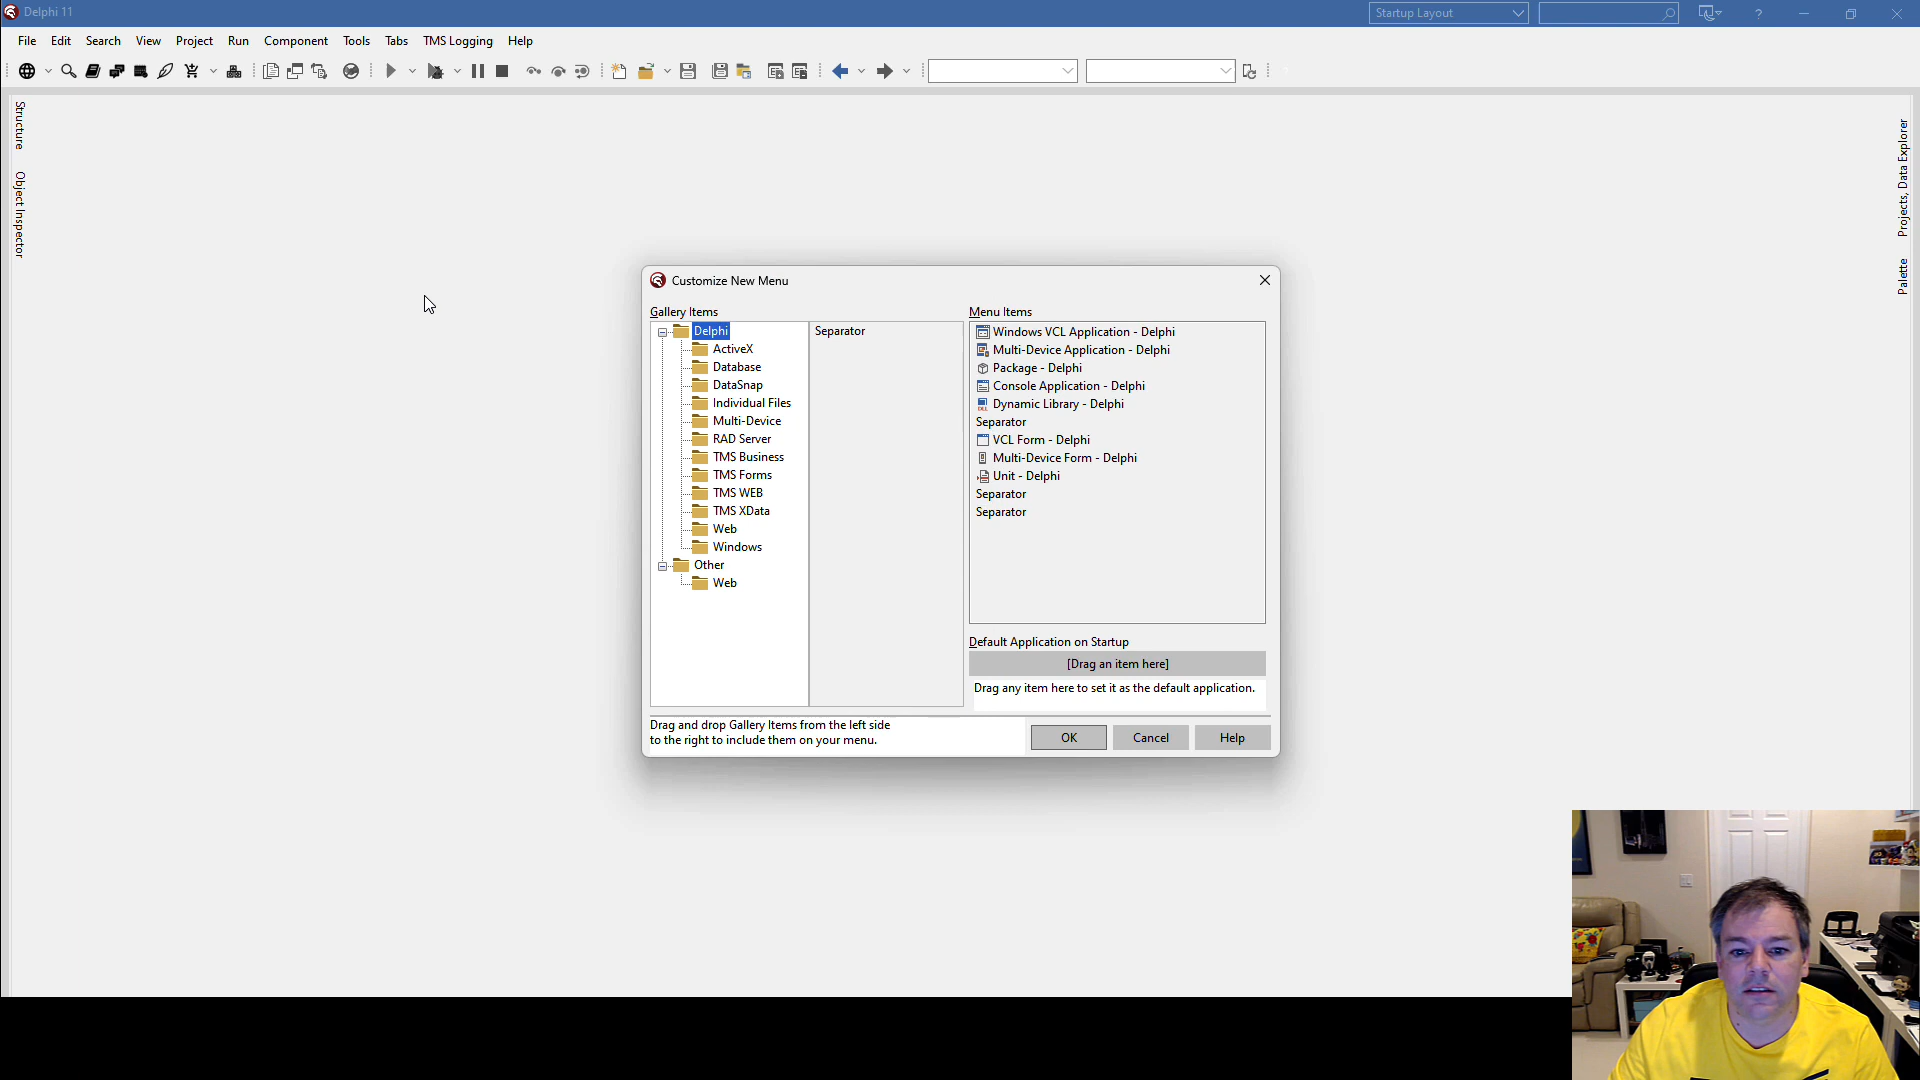 Delphi 11
Startup Layout
File Edit Search View Project Run Component Tools Tabs TMS Logging Help
Structure
Object Inspector
Projects, Data Explorer
Palette
Customize New Menu
Gallery Items
Delphi
ActiveX
Database
DataSnap
Individual Files
Multi-Device
RAD Server
TMS Business
TMS Forms
TMS WEB
TMS XData
Web
Windows
Other
Web
Separator
Menu Items
Windows VCL Application - Delphi
Multi-Device Application - Delphi
Package - Delphi
Console Application - Delphi
Dynamic Library - Delphi
Separator
VCL Form - Delphi
Multi-Device Form - Delphi
Unit - Delphi
Separator
Separator
Default Application on Startup
[Drag an item here]
Drag any item here to set it as the default application.
Drag and drop Gallery Items from the left side
to the right to include them on your menu.
OK Cancel Help